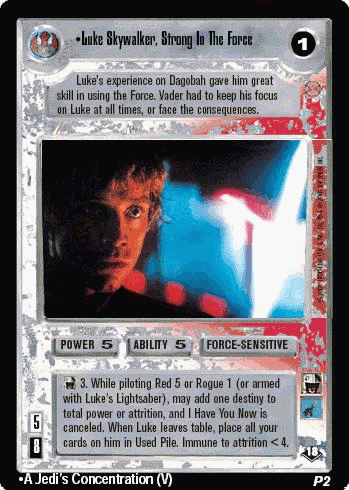 •Luke Skywalker, Strong In The Force
1
Luke's experience on Dagobah gave him great
skill in using the Force. Vader had to keep his focus
on Luke at all times, or face the consequences.
POWER 5
ABILITY 5
FORCE-SENSITIVE
3. While piloting Red 5 or Rogue 1 (or armed
with Luke's Lightsaber), may add one destiny to
total power or attrition, and I Have You Now is
canceled. When Luke leaves table, place all your
cards on him in Used Pile. Immune to attrition < 4.
5
8
18
•A Jedi's Concentration (V)
P2